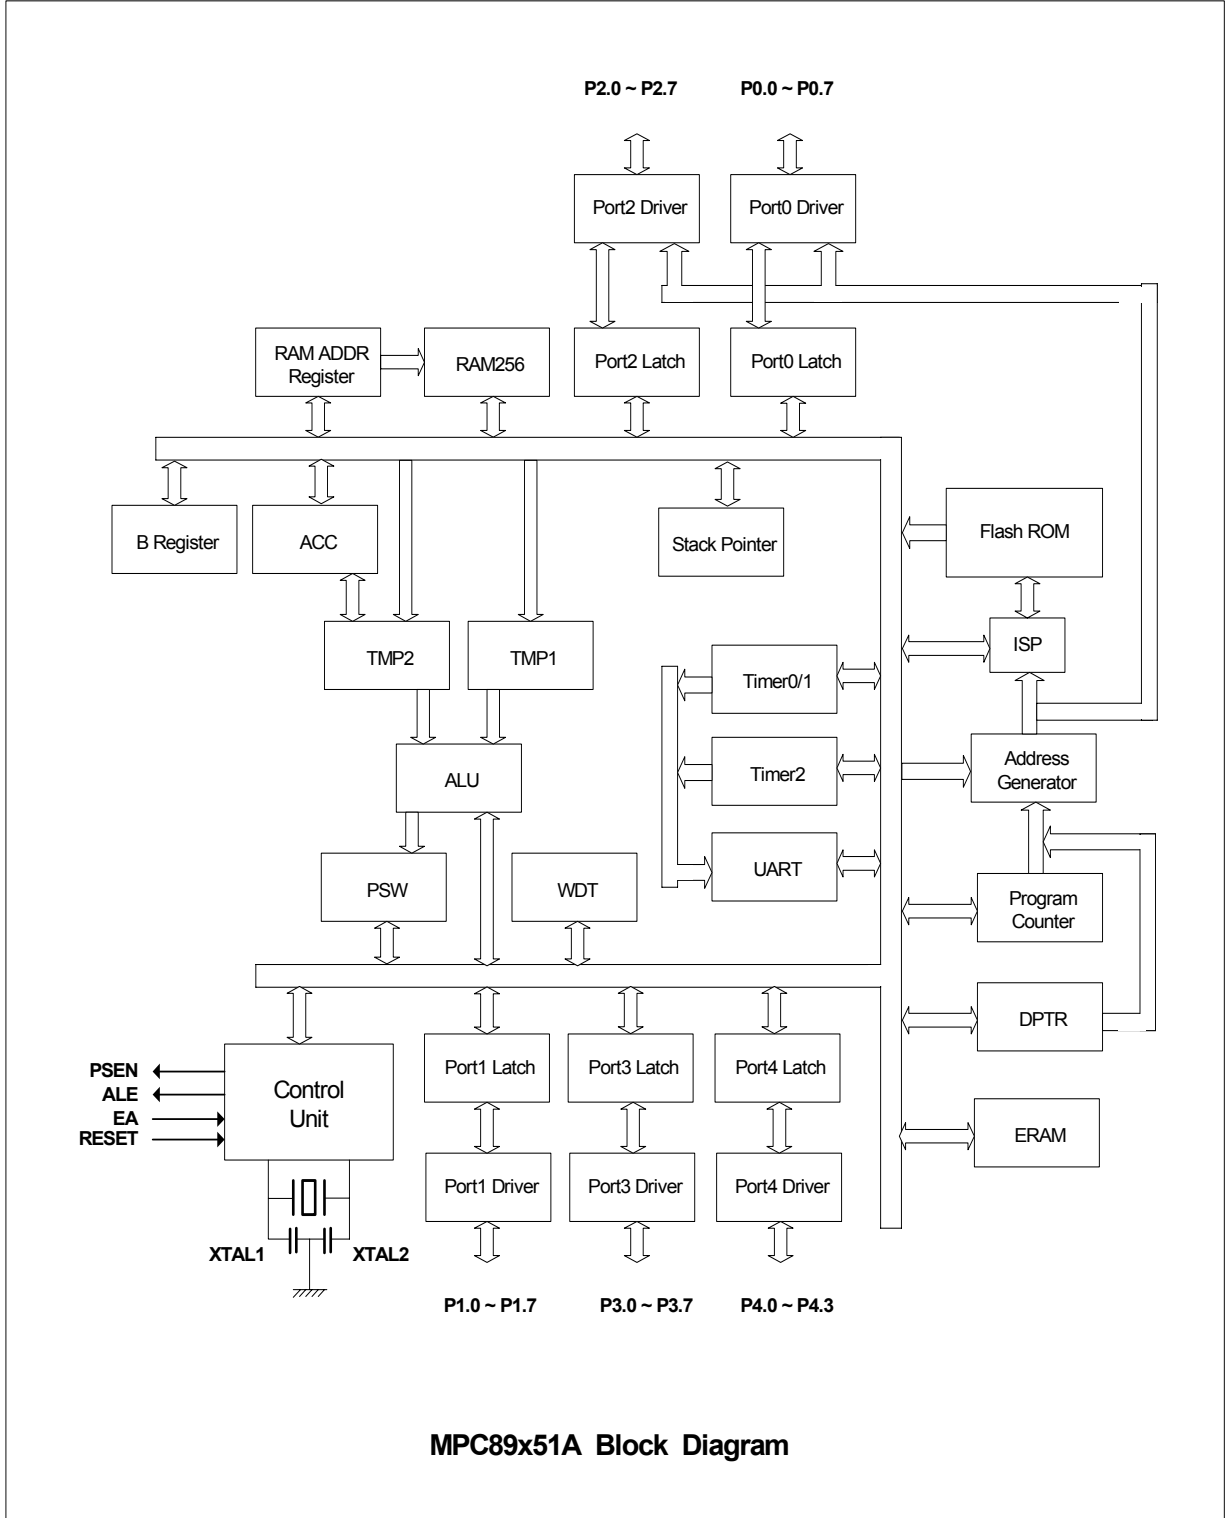 P2.0 ~ P2.7
P0.0 ~ P0.7
Port2 Driver
Port0 Driver
RAM ADDR
Register
RAM256
Port2 Latch
Port0 Latch
B Register
ACC
Stack Pointer
Flash ROM
TMP2
TMP1
ISP
Timer0/1
ALU
Timer2
Address
Generator
PSW
WDT
UART
Program
Counter
DPTR
PSEN
ALE
EA
RESET
Control
Unit
Port1 Latch
Port3 Latch
Port4 Latch
ERAM
Port1 Driver
Port3 Driver
Port4 Driver
XTAL1
XTAL2
P1.0 ~ P1.7
P3.0 ~ P3.7
P4.0 ~ P4.3
MPC89x51A Block Diagram